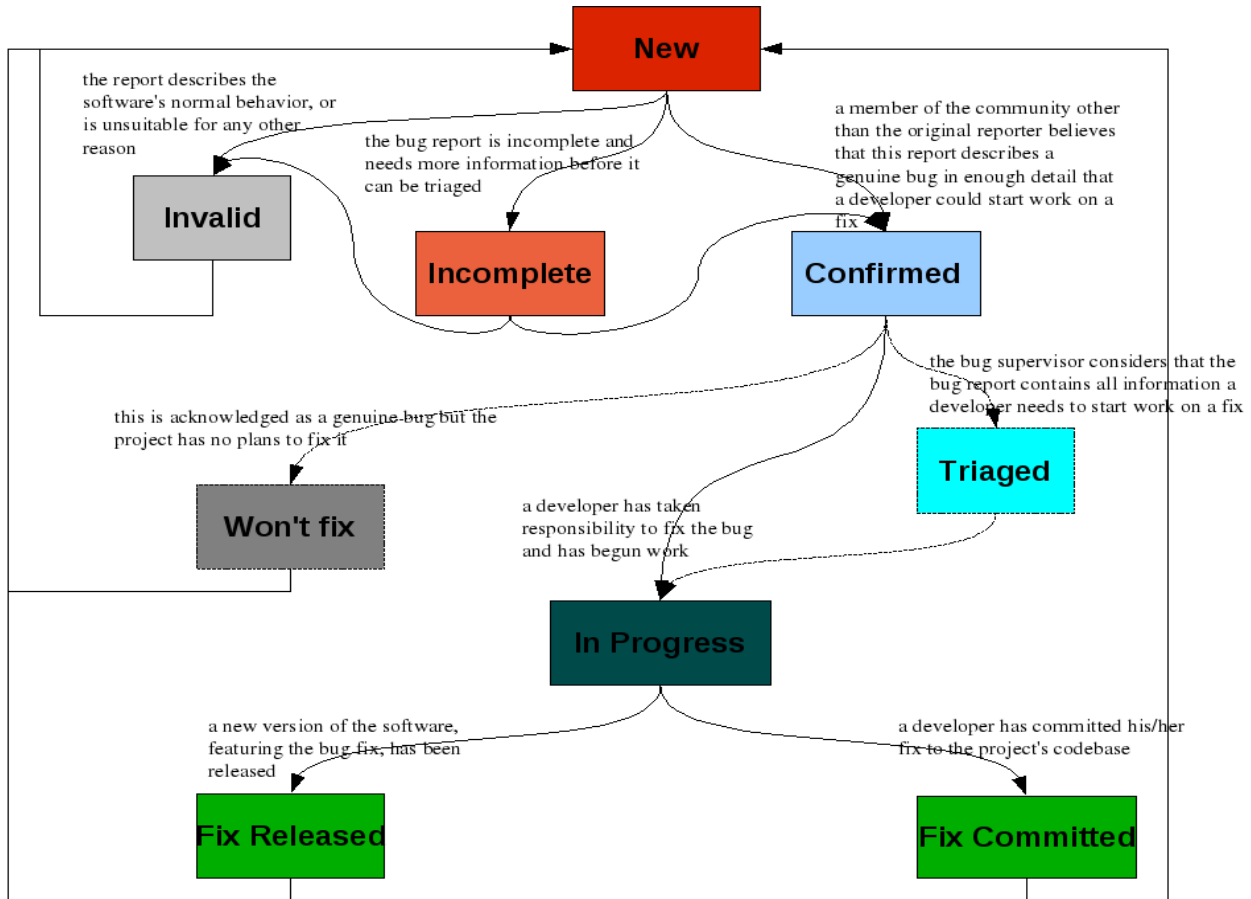 New
the report describes the
software's normal behavior, or
is unsuitable for any other
reason
the bug report is incomplete and
needs more information before it
can be triaged
a member of the community other
than the original reporter believes
that this report describes a
genuine bug in enough detail that
a developer could start work on a
fix
Invalid
Incomplete
Confirmed
the bug supervisor considers that the
bug report contains all information a
developer needs to start work on a fix
this is acknowledged as a genuine bug but the
project has no plans to fix it
Triaged
Won't fix
a developer has taken
responsibility to fix the bug
and has begun work
In Progress
a new version of the software,
featuring the bug fix, has been
released
a developer has committed his/her
fix to the project's codebase
Fix Released
Fix Committed